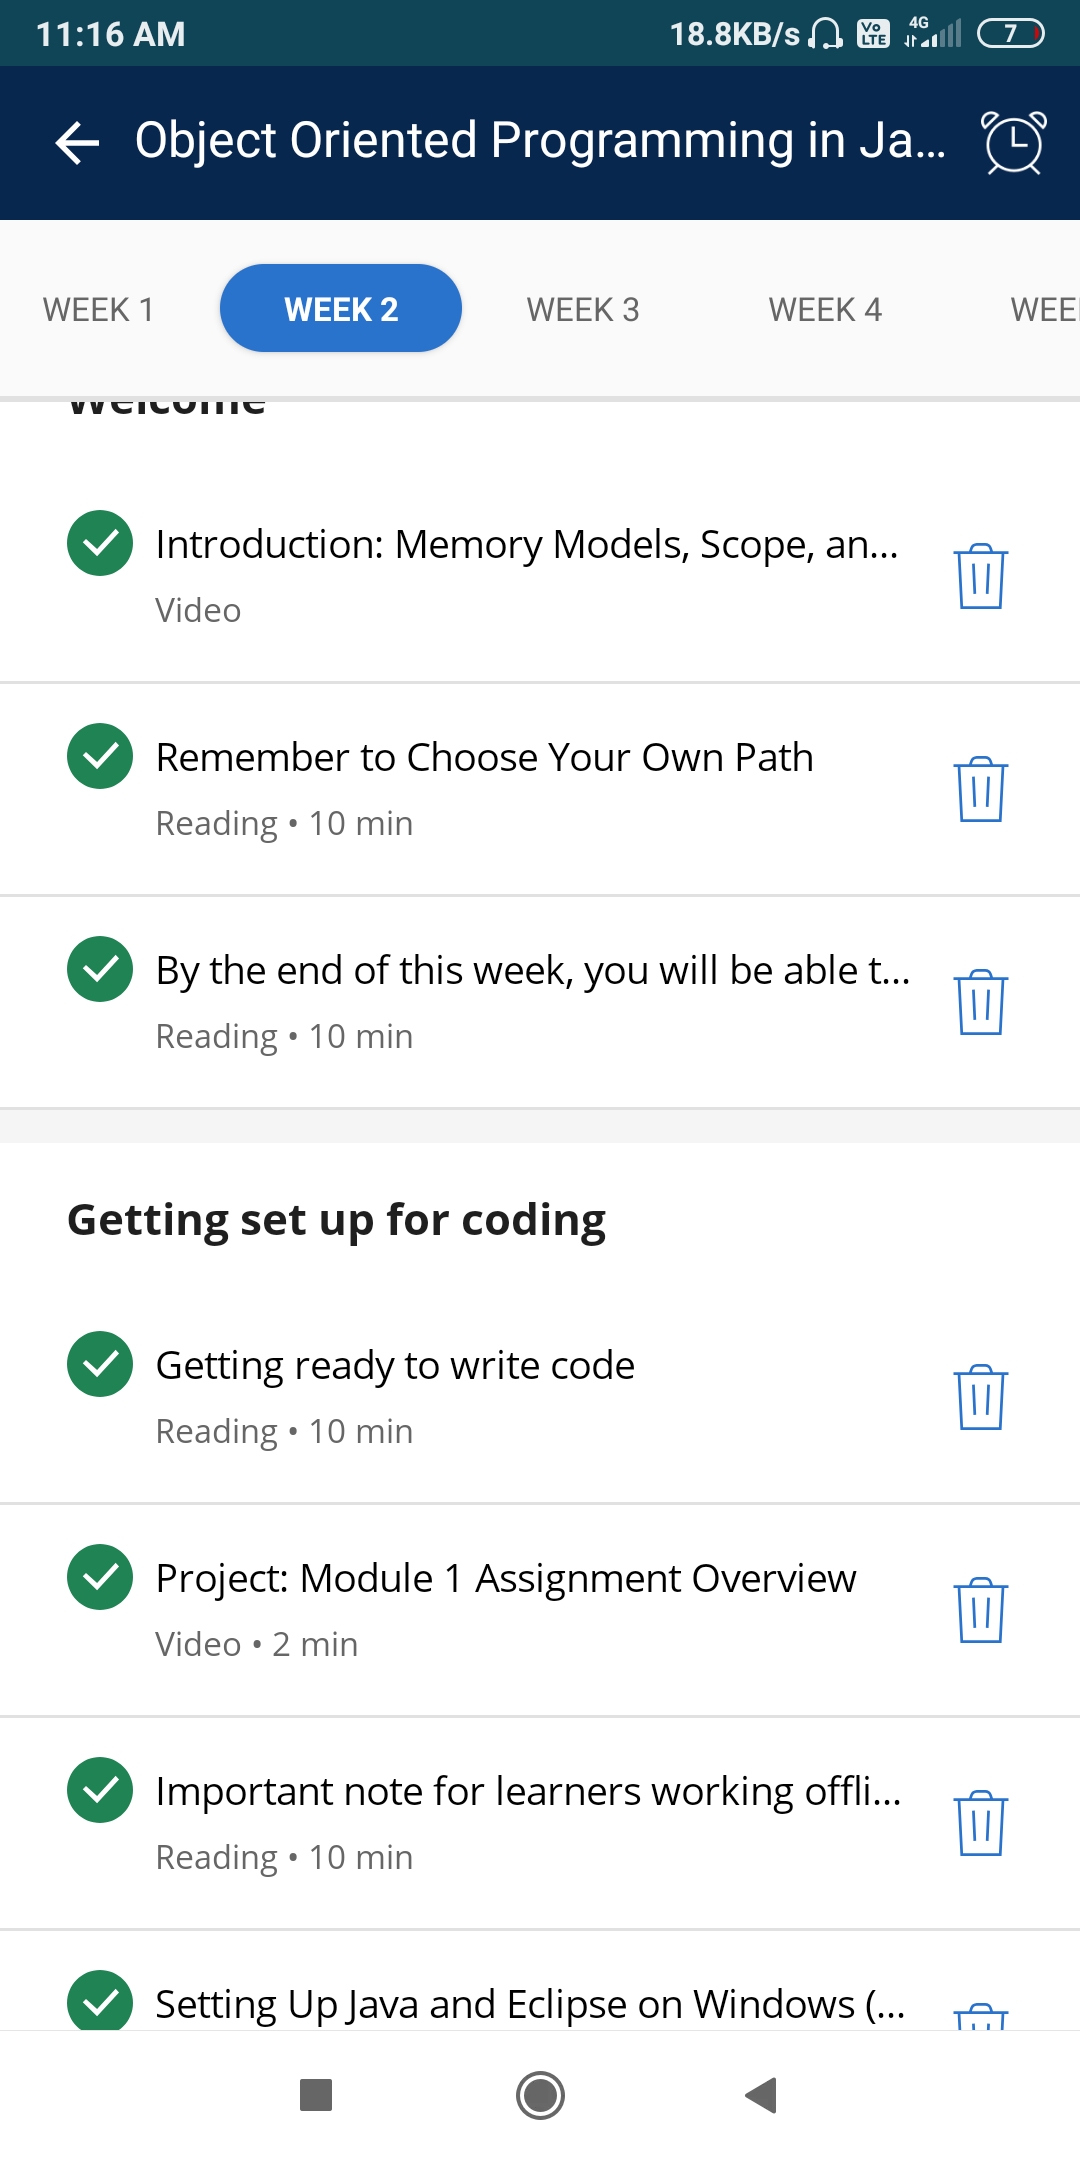 11:16 AM
18.8KB/s
Vo LTE
4G
7
Object Oriented Programming in Ja...
WEEK 1
WEEK 2
WEEK 3
WEEK 4
WEE
Welcome
Introduction: Memory Models, Scope, an...
Video
Remember to Choose Your Own Path
Reading • 10 min
By the end of this week, you will be able t...
Reading • 10 min
Getting set up for coding
Getting ready to write code
Reading • 10 min
Project: Module 1 Assignment Overview
Video • 2 min
Important note for learners working offli...
Reading • 10 min
Setting Up Java and Eclipse on Windows (...